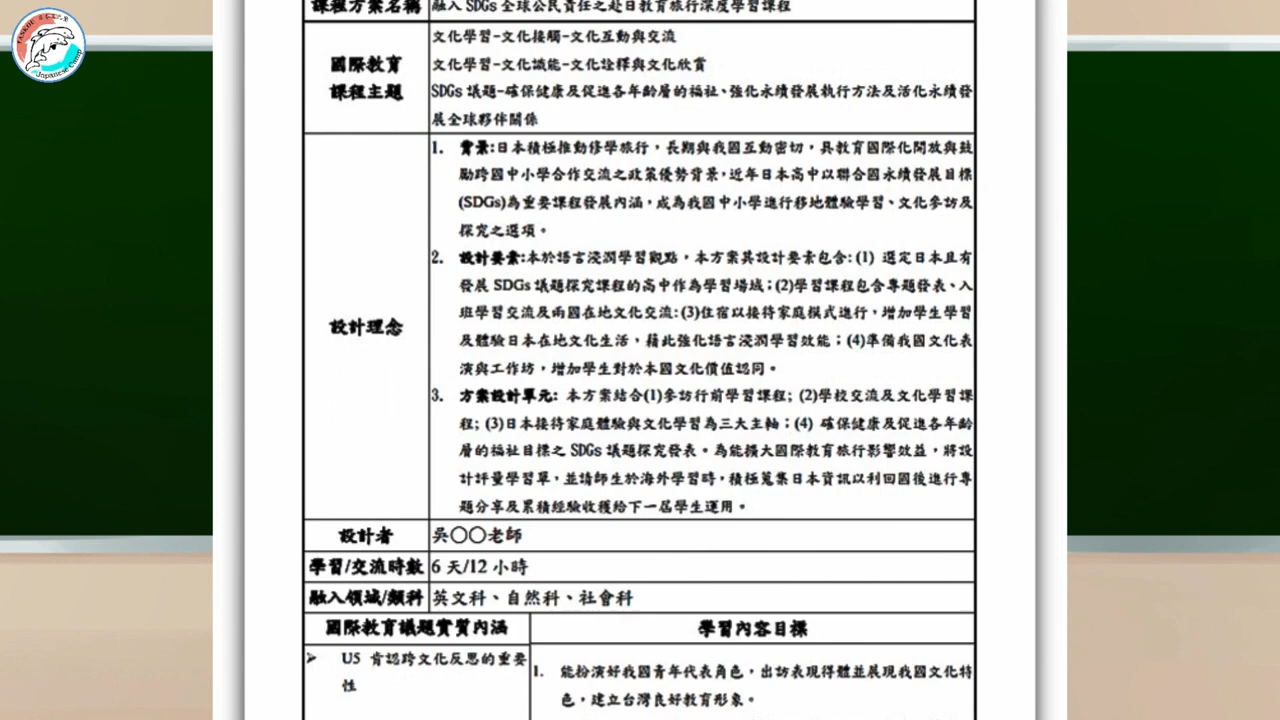 課程方案名稱 融入 SDGs 全球公民責任之赴日教育旅行深度學習課程
國際教育
課程主題
文化學習-文化接觸-文化互動與交流
文化學習-文化識能-文化詮釋與文化欣賞
SDGs 議題-確保健康及促進各年齡層的福祉、強化永續發展執行方法及活化永續發
展全球夥伴關係
設計理念
1. 背景:日本積極推動修學旅行，長期與我國互動密切，具教育國際化開放與鼓
勵跨國中小學合作交流之政策優勢背景，近年日本高中以聯合國永續發展目標
(SDGs)為重要課程發展內涵，成為我國中小學進行移地體驗學習、文化參訪及
探究之選項。
2. 設計要素:本於語言浸潤學習觀點，本方案其設計要素包含: (1) 選定日本且有
發展 SDGs 議題探究課程的高中作為學習場域；(2)學習課程包含專題發表、入
班學習交流及兩國在地文化交流: (3)住宿以接待家庭模式進行，增加學生學習
及體驗日本在地文化生活，藉此強化語言浸潤學習效能；(4)準備我國文化表
演與工作坊，增加學生對於本國文化價值認同。
3. 方案設計單元: 本方案結合(1)參訪行前學習課程; (2)學校交流及文化學習課
程; (3)日本接待家庭體驗與文化學習為三大主軸；(4) 確保健康及促進各年齡
層的福祉目標之 SDGs 議題探究發表。為能擴大國際教育旅行影響效益，將設
計評量學習單，並請師生於海外學習時，積極蒐集日本資訊以利回國後進行專
題分享及累積經驗收穫給下一屆學生運用。
設計者 吳〇〇老師
學習/交流時數 6 天/12 小時
融入領域/類科 英文科、自然科、社會科
國際教育議題實質內涵 學習內容目標
➢ U5 肯認跨文化反思的重要
性
1. 能扮演好我國青年代表角色，出訪表現得體並展現我國文化特
色，建立台灣良好教育形象。
Japanese Camp